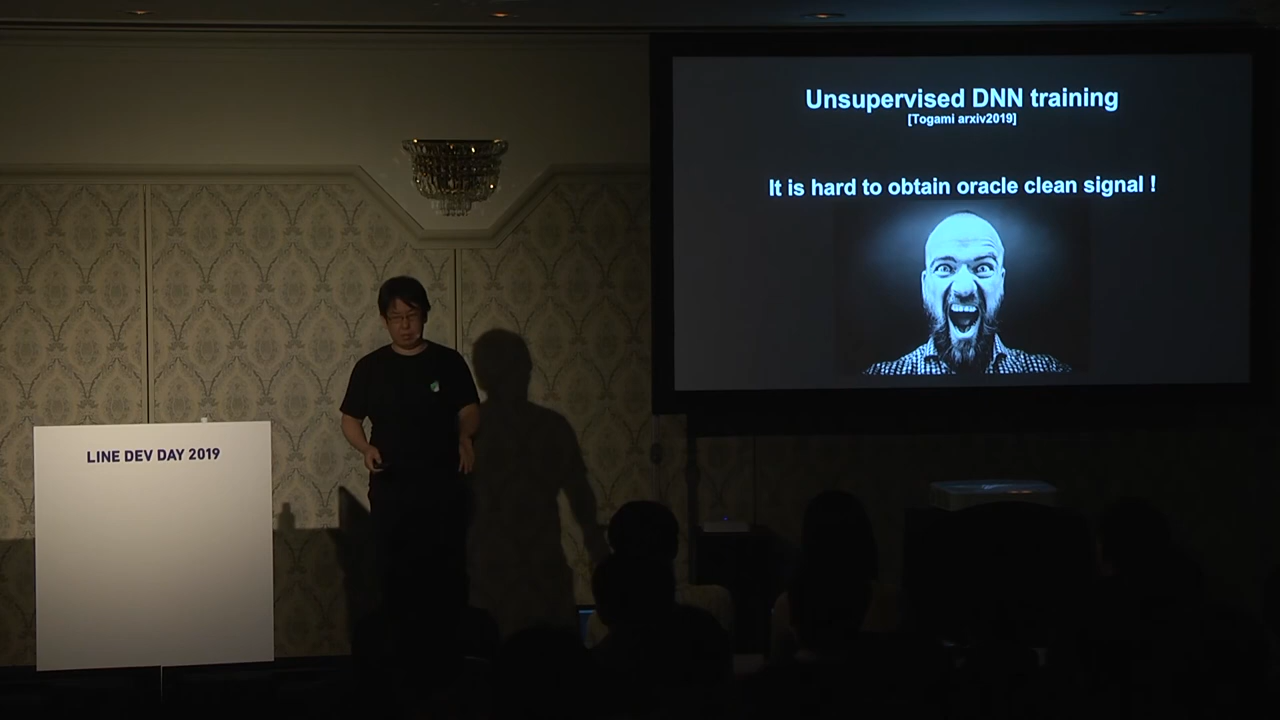 Unsupervised DNN training
[Togami arxiv2019]
It is hard to obtain oracle clean signal !
LINE DEV DAY 2019